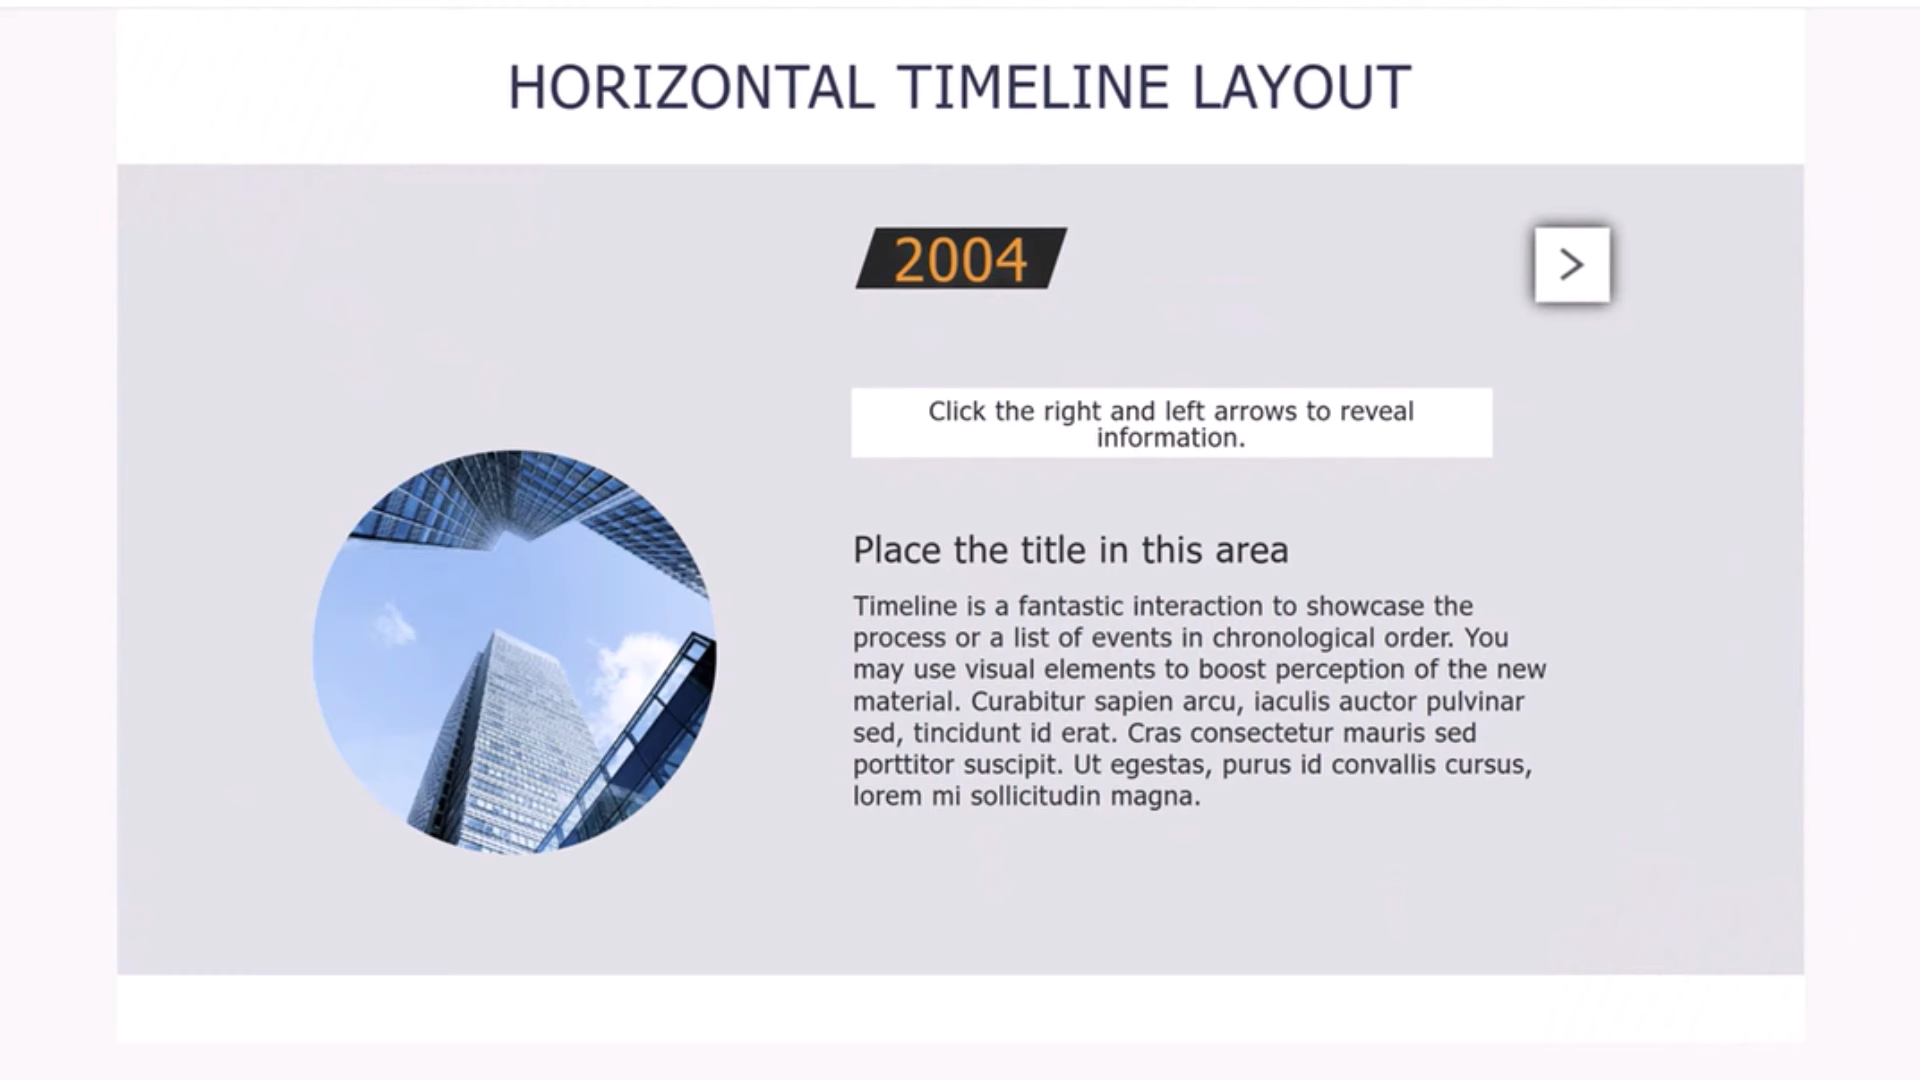 HORIZONTAL TIMELINE LAYOUT
2004
Click the right and left arrows to reveal
information.
Place the title in this area
Timeline is a fantastic interaction to showcase the
process or a list of events in chronological order. You
may use visual elements to boost perception of the new
material. Curabitur sapien arcu, iaculis auctor pulvinar
sed, tincidunt id erat. Cras consectetur mauris sed
porttitor suscipit. Ut egestas, purus id convallis cursus,
lorem mi sollicitudin magna.